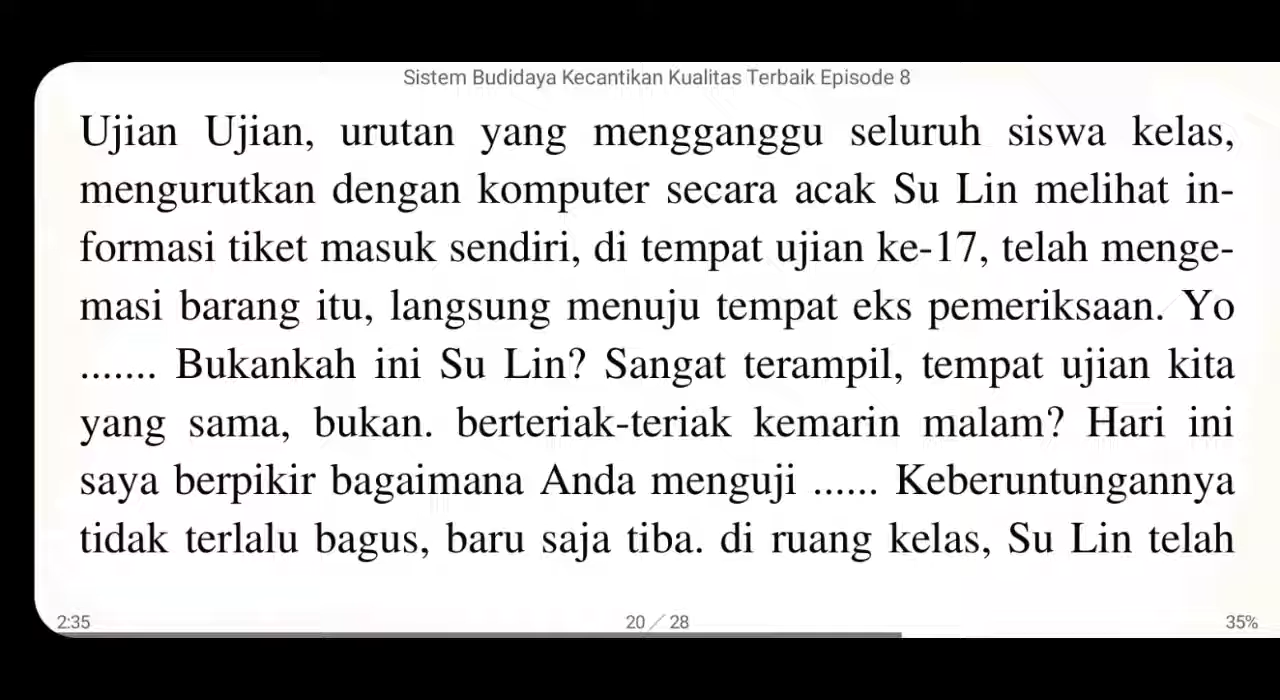 Sistem Budidaya Kecantikan Kualitas Terbaik Episode 8
Ujian Ujian, urutan yang mengganggu seluruh siswa kelas,
mengurutkan dengan komputer secara acak Su Lin melihat in-
formasi tiket masuk sendiri, di tempat ujian ke-17, telah menge-
masi barang itu, langsung menuju tempat eks pemeriksaan. Yo
....... Bukankah ini Su Lin? Sangat terampil, tempat ujian kita
yang sama, bukan. berteriak-teriak kemarin malam? Hari ini
saya berpikir bagaimana Anda menguji ...... Keberuntungannya
tidak terlalu bagus, baru saja tiba. di ruang kelas, Su Lin telah
2:35 20 / 28 35%